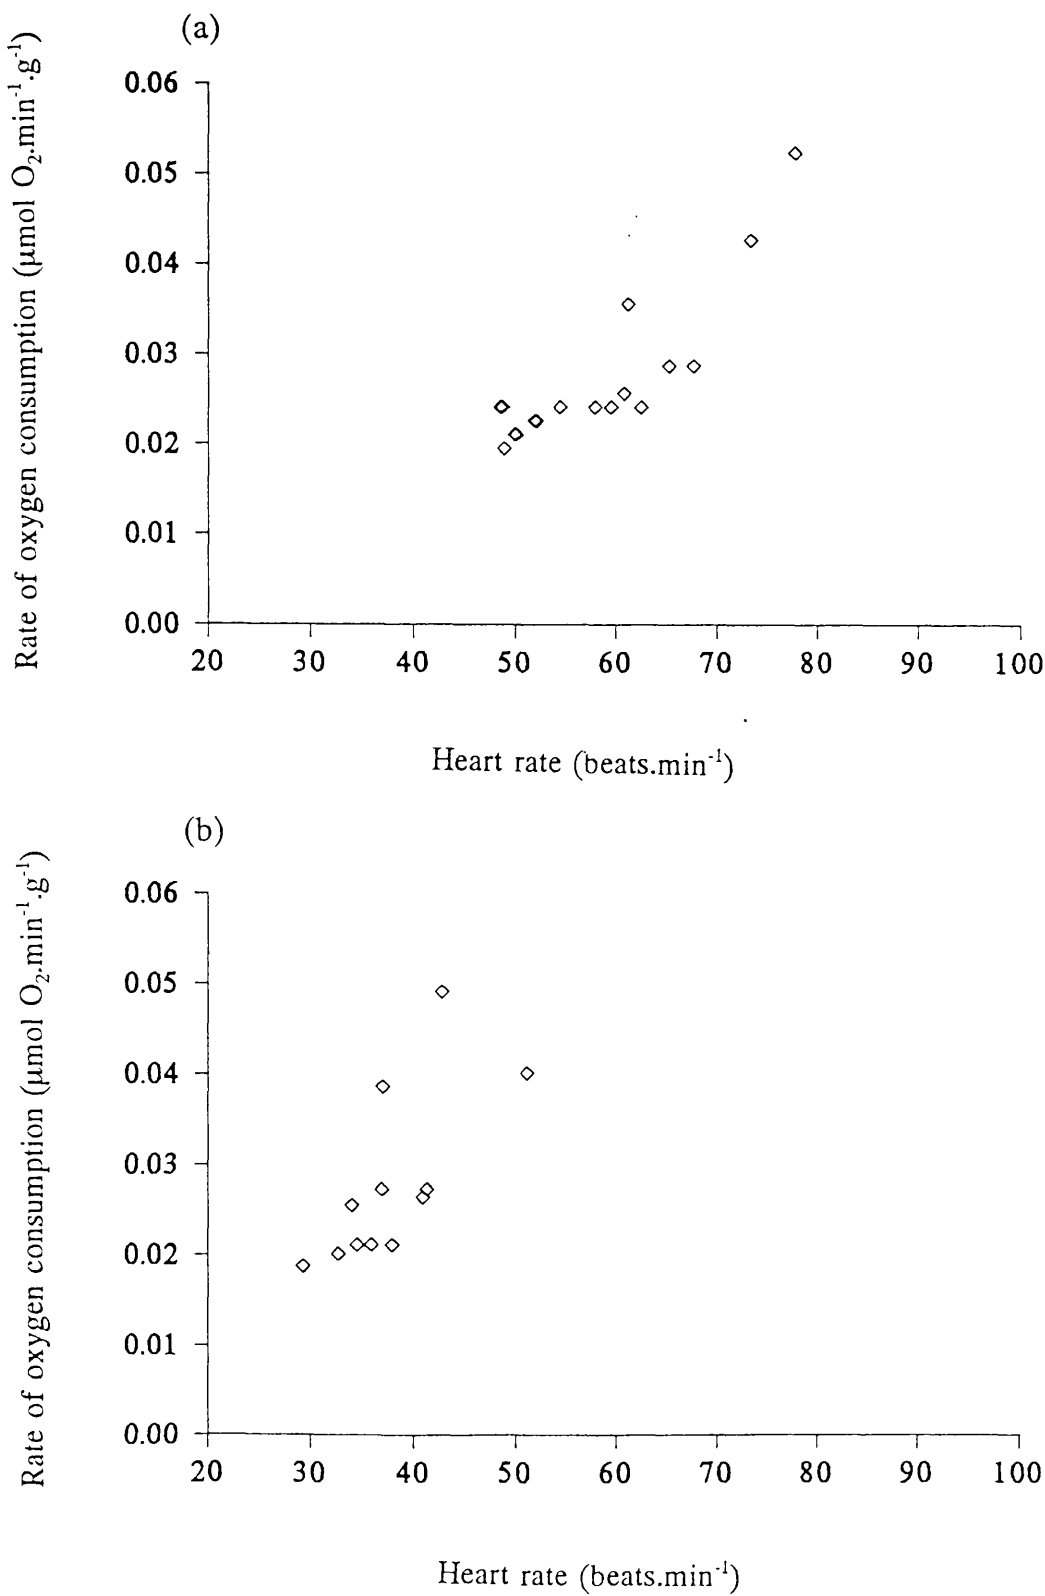 (a)
Rate of oxygen consumption (μmol O₂.min⁻¹.g⁻¹)
0.06
0.05
0.04
0.03
0.02
0.01
0.00
20 30 40 50 60 70 80 90 100
Heart rate (beats.min⁻¹)
(b)
Rate of oxygen consumption (μmol O₂.min⁻¹.g⁻¹)
0.06
0.05
0.04
0.03
0.02
0.01
0.00
20 30 40 50 60 70 80 90 100
Heart rate (beats.min⁻¹)